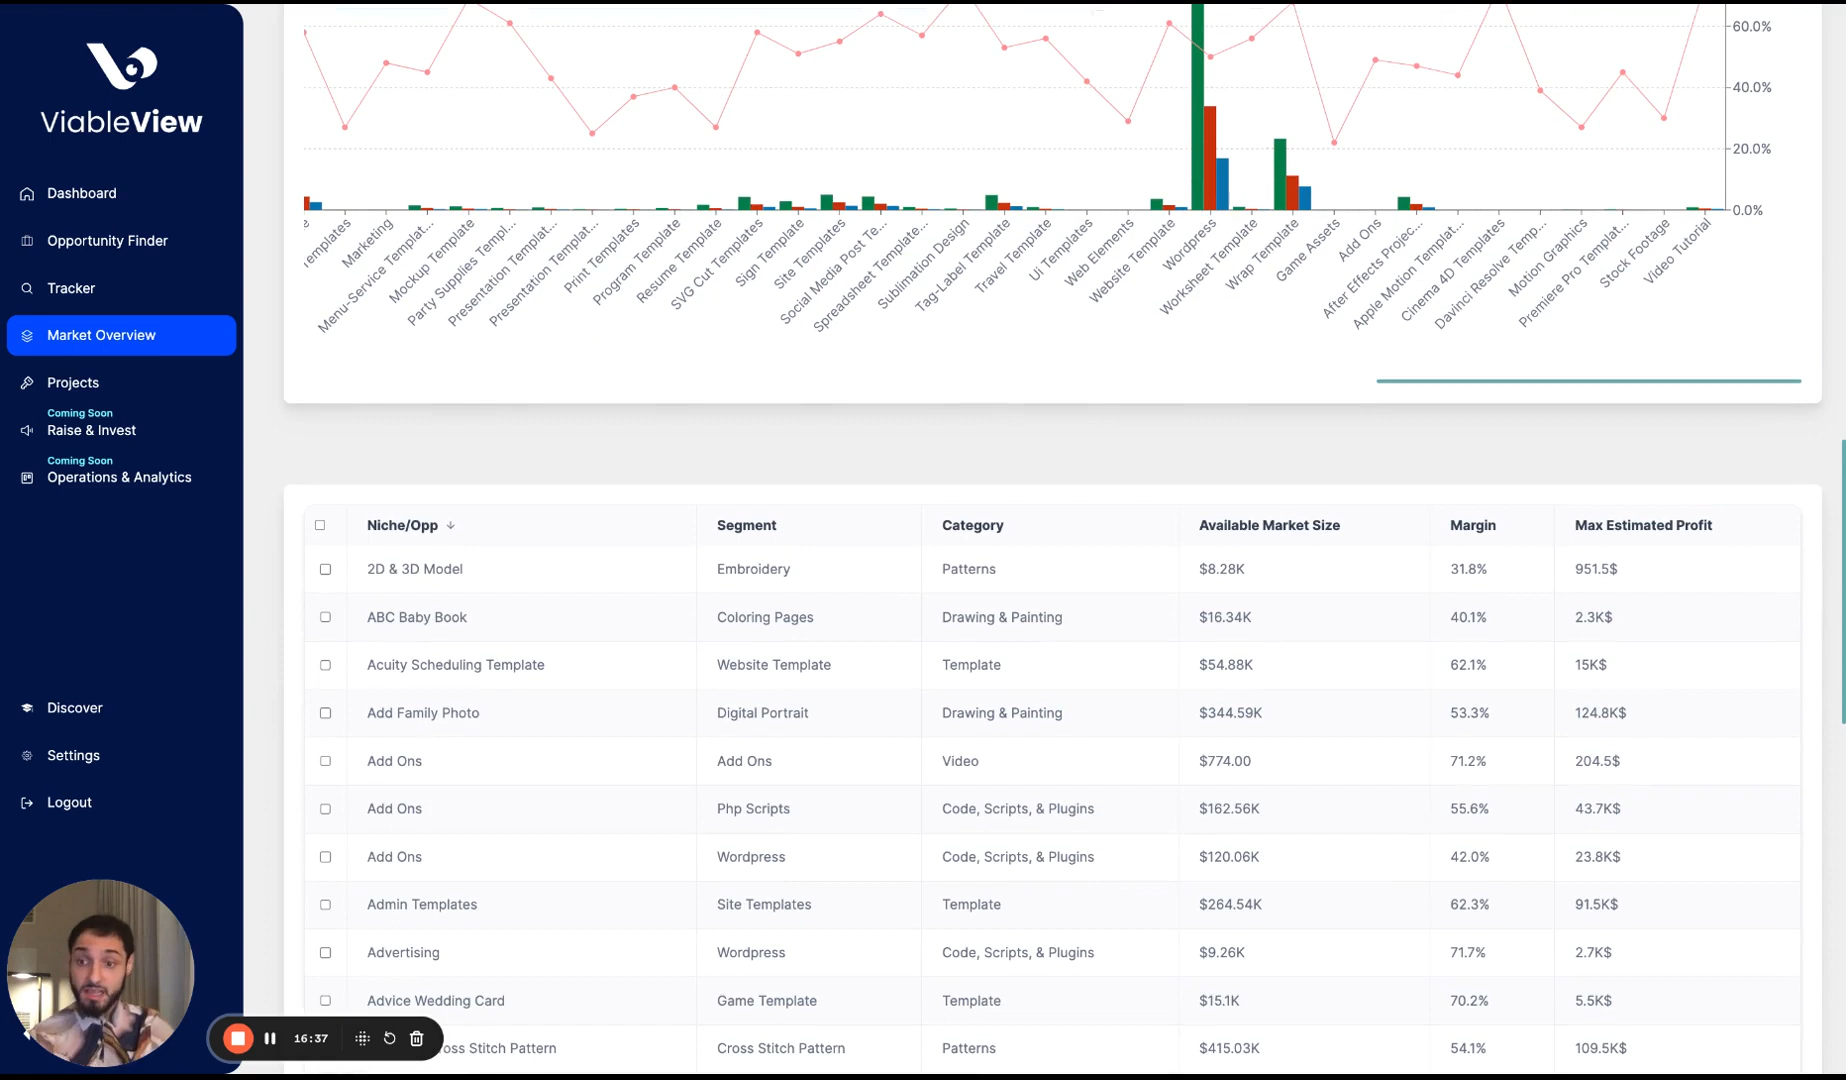 ViableView
Dashboard
Opportunity Finder
Tracker
Market Overview
Projects
Coming Soon
Raise & Invest
Coming Soon
Operations & Analytics
Discover
Settings
Logout
16:37
60.0%
40.0%
20.0%
0.0%
Marketing
Menu-Service Templat...
Mockup Template
Party Supplies Templ...
Presentation Templat...
Presentation Templat...
Print Templates
Program Template
Resume Template
SVG Cut Templates
Sign Template
Site Templates
Social Media Post Te...
Spreadsheet Template...
Sublimation Design
Tag-Label Template
Travel Template
Ui Templates
Web Elements
Website Template
Wordpress
Worksheet Template
Wrap Template
Game Assets
Add Ons
After Effects Projec...
Apple Motion Templat...
Cinema 4D Templates
Davinci Resolve Temp...
Motion Graphics
Premiere Pro Templat...
Stock Footage
Video Tutorial
Niche/Opp Segment Category Available Market Size Margin Max Estimated Profit
2D & 3D Model Embroidery Patterns $8.28K 31.8% 951.5$
ABC Baby Book Coloring Pages Drawing & Painting $16.34K 40.1% 2.3K$
Acuity Scheduling Template Website Template Template $54.88K 62.1% 15K$
Add Family Photo Digital Portrait Drawing & Painting $344.59K 53.3% 124.8K$
Add Ons Add Ons Video $774.00 71.2% 204.5$
Add Ons Php Scripts Code, Scripts, & Plugins $162.56K 55.6% 43.7K$
Add Ons Wordpress Code, Scripts, & Plugins $120.06K 42.0% 23.8K$
Admin Templates Site Templates Template $264.54K 62.3% 91.5K$
Advertising Wordpress Code, Scripts, & Plugins $9.26K 71.7% 2.7K$
Advice Wedding Card Game Template Template $15.1K 70.2% 5.5K$
ross Stitch Pattern Cross Stitch Pattern Patterns $415.03K 54.1% 109.5K$